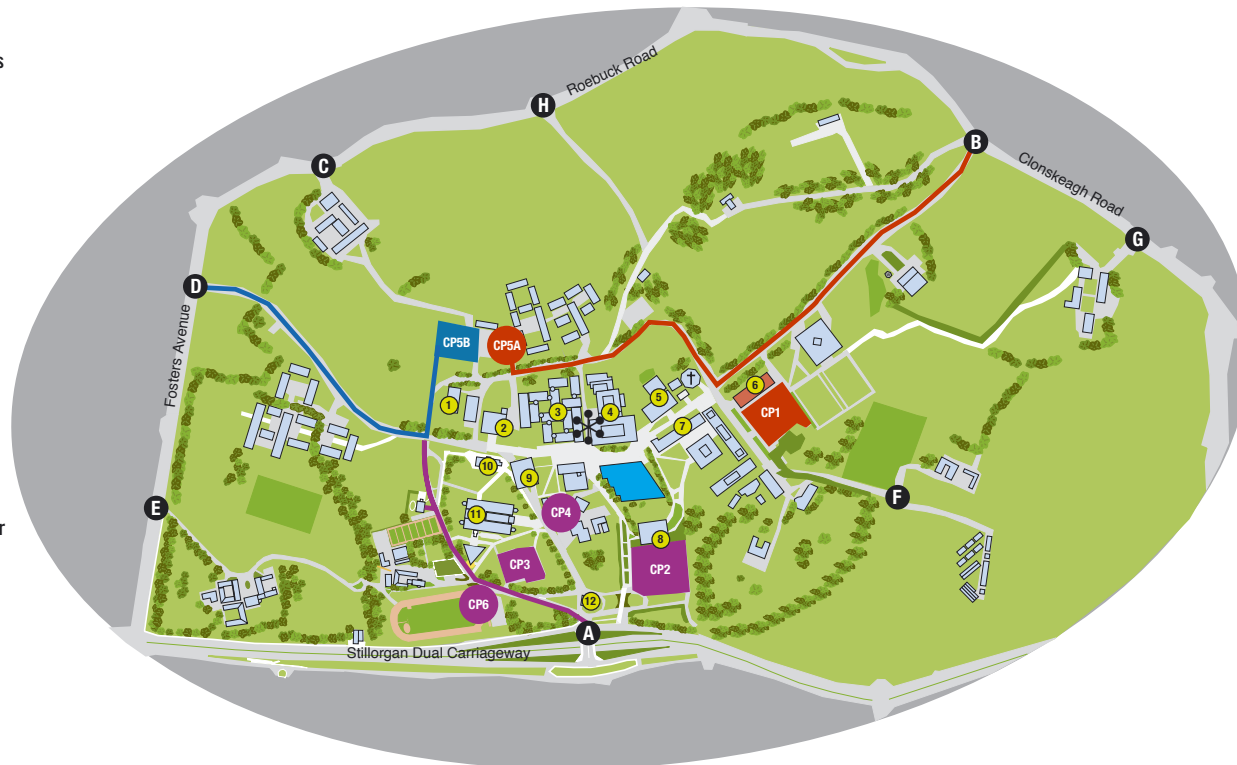 s
r
Roebuck Road
H
B
C
Clonskeagh Road
G
D
Fosters Avenue
CP5B
CP5A
6
1
3
4
5
CP1
2
7
10
9
E
F
11
CP4
8
CP3
CP2
CP6
12
A
Stillorgan Dual Carriageway